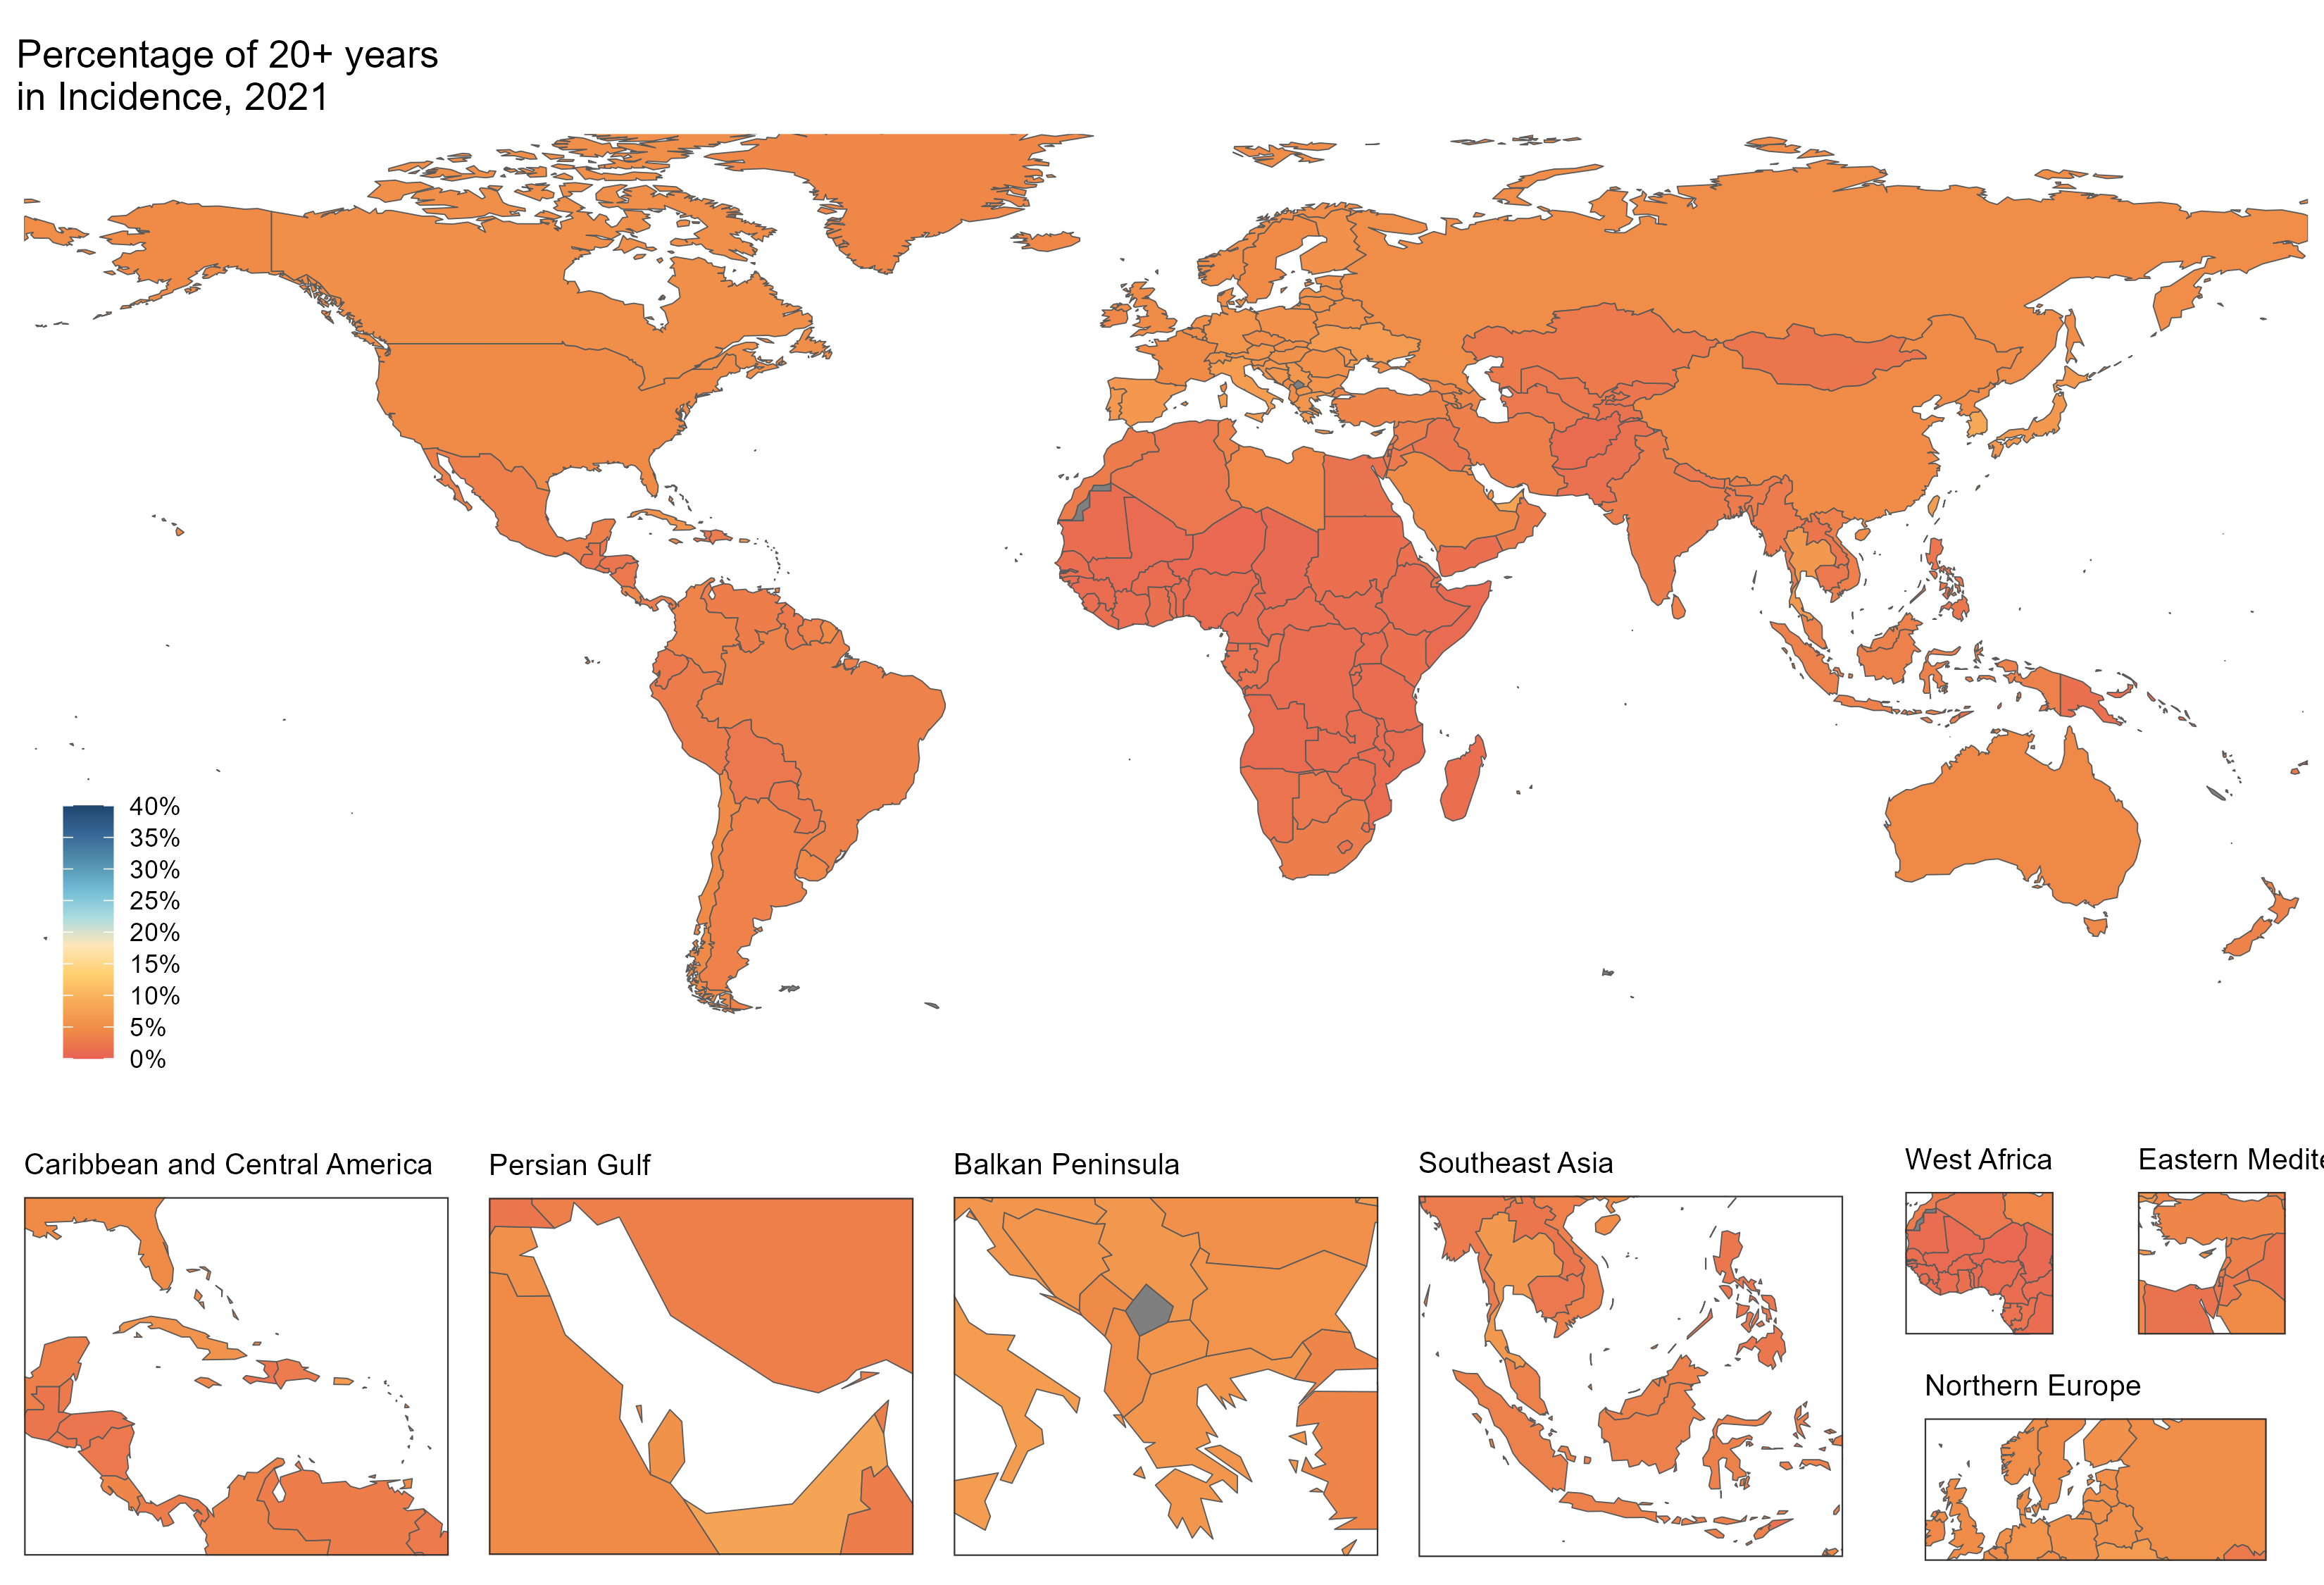 Percentage of 20+ years
in Incidence, 2021
40%
35%
30%
25%
20%
15%
10%
5%
0%
Caribbean and Central America
Persian Gulf
Balkan Peninsula
Southeast Asia
West Africa
Eastern Medite
Northern Europe